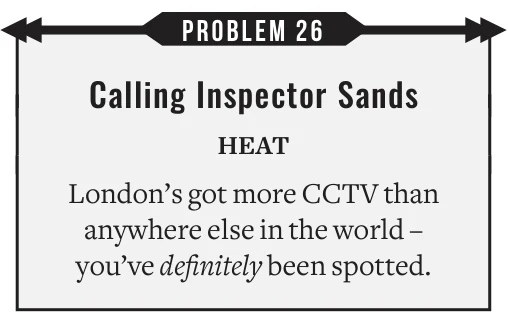 PROBLEM 26
Calling Inspector Sands
HEAT
London’s got more CCTV than
anywhere else in the world –
you’ve definitely been spotted.